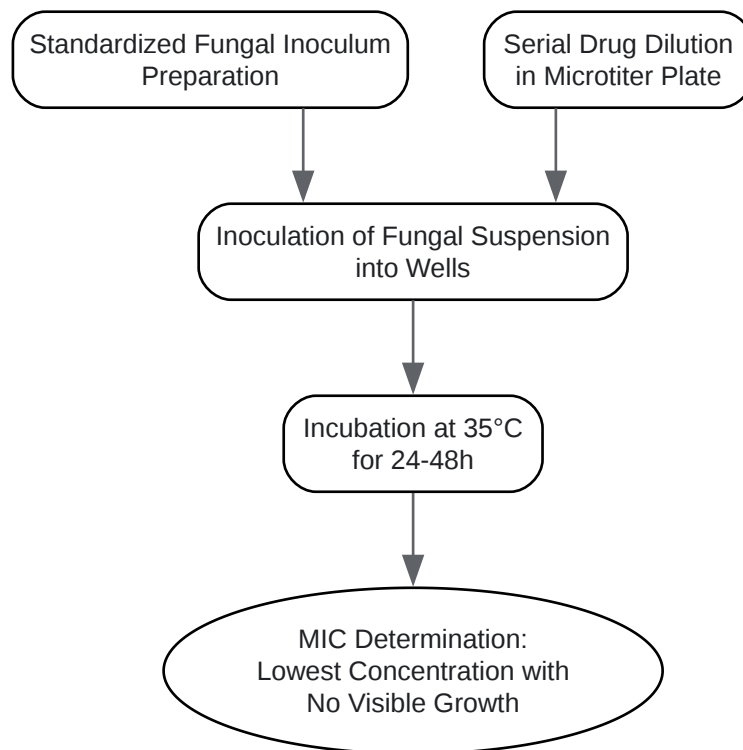 Standardized Fungal Inoculum
Preparation
Serial Drug Dilution
in Microtiter Plate
Inoculation of Fungal Suspension
into Wells
Incubation at 35°C
for 24-48h
MIC Determination:
Lowest Concentration with
No Visible Growth